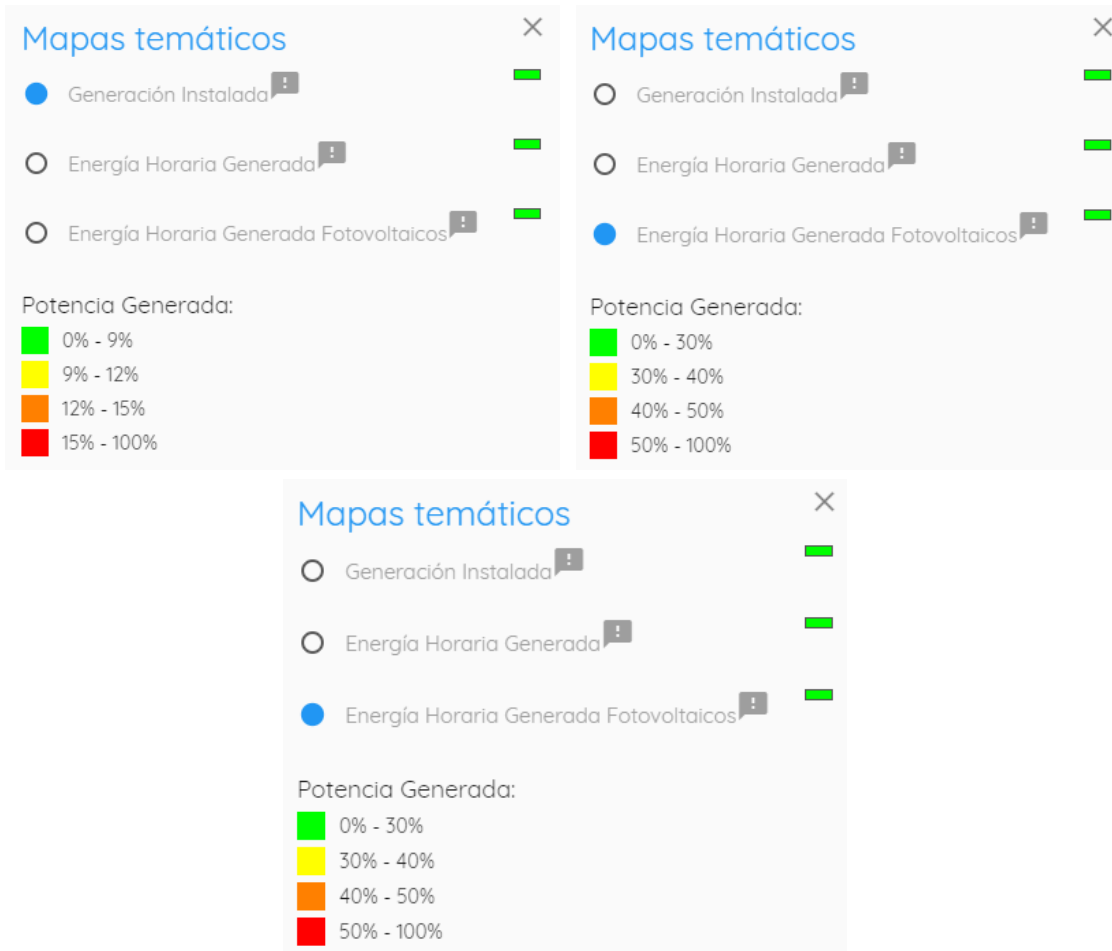 Mapas temáticos
Generación Instalada
Energía Horaria Generada
Energía Horaria Generada Fotovoltaicos
Potencia Generada:
0% - 9%
9% - 12%
12% - 15%
15% - 100%
Mapas temáticos
Generación Instalada
Energía Horaria Generada
Energía Horaria Generada Fotovoltaicos
Potencia Generada:
0% - 30%
30% - 40%
40% - 50%
50% - 100%
Mapas temáticos
Generación Instalada
Energía Horaria Generada
Energía Horaria Generada Fotovoltaicos
Potencia Generada:
0% - 30%
30% - 40%
40% - 50%
50% - 100%